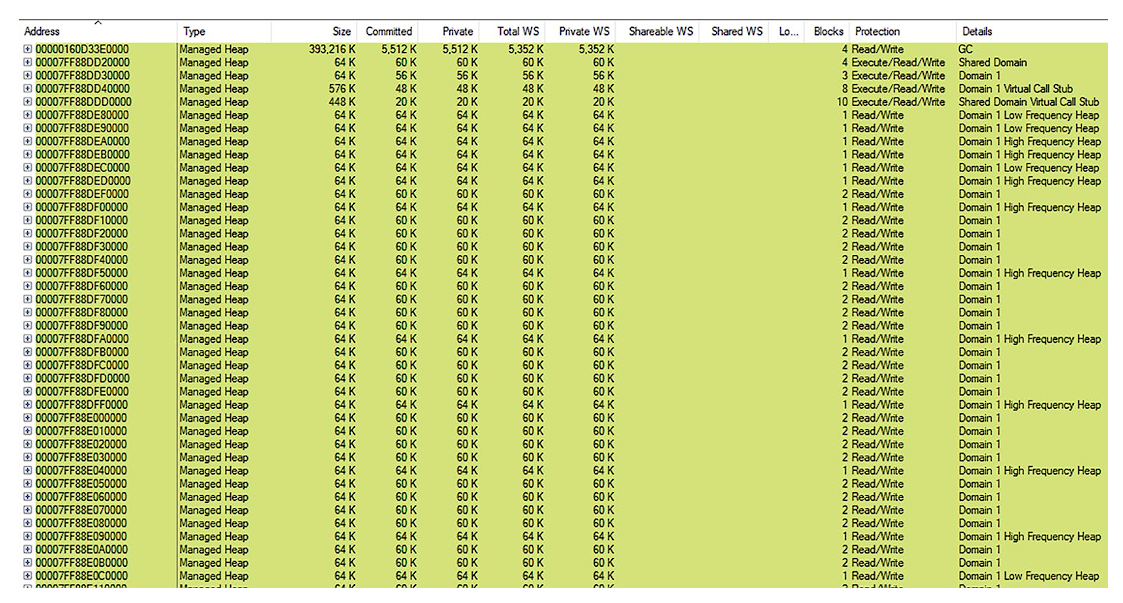 Address Type Size Committed Private Total WS Private WS Shareable WS Shared WS Lo... Blocks Protection Details
00000160D33E0000 Managed Heap 393,216 K 5,512 K 5,512 K 5,352 K 5,352 K 4 Read/Write GC
00007FF88DD20000 Managed Heap 64 K 60 K 60 K 60 K 60 K 4 Execute/Read/Write Shared Domain
00007FF88DD30000 Managed Heap 64 K 56 K 56 K 56 K 56 K 3 Execute/Read/Write Domain 1
00007FF88DD40000 Managed Heap 576 K 48 K 48 K 48 K 48 K 8 Execute/Read/Write Domain 1 Virtual Call Stub
00007FF88DDD0000 Managed Heap 448 K 20 K 20 K 20 K 20 K 10 Execute/Read/Write Shared Domain Virtual Call Stub
00007FF88DE80000 Managed Heap 64 K 64 K 64 K 64 K 64 K 1 Read/Write Domain 1 Low Frequency Heap
00007FF88DE90000 Managed Heap 64 K 64 K 64 K 64 K 64 K 1 Read/Write Domain 1 Low Frequency Heap
00007FF88DEA0000 Managed Heap 64 K 64 K 64 K 64 K 64 K 1 Read/Write Domain 1 High Frequency Heap
00007FF88DEB0000 Managed Heap 64 K 64 K 64 K 64 K 64 K 1 Read/Write Domain 1 High Frequency Heap
00007FF88DEC0000 Managed Heap 64 K 64 K 64 K 64 K 64 K 1 Read/Write Domain 1 Low Frequency Heap
00007FF88DED0000 Managed Heap 64 K 64 K 64 K 64 K 64 K 1 Read/Write Domain 1 High Frequency Heap
00007FF88DEF0000 Managed Heap 64 K 60 K 60 K 60 K 60 K 2 Read/Write Domain 1
00007FF88DF00000 Managed Heap 64 K 64 K 64 K 64 K 64 K 1 Read/Write Domain 1 High Frequency Heap
00007FF88DF10000 Managed Heap 64 K 60 K 60 K 60 K 60 K 2 Read/Write Domain 1
00007FF88DF20000 Managed Heap 64 K 60 K 60 K 60 K 60 K 2 Read/Write Domain 1
00007FF88DF30000 Managed Heap 64 K 60 K 60 K 60 K 60 K 2 Read/Write Domain 1
00007FF88DF40000 Managed Heap 64 K 60 K 60 K 60 K 60 K 2 Read/Write Domain 1
00007FF88DF50000 Managed Heap 64 K 64 K 64 K 64 K 64 K 1 Read/Write Domain 1 High Frequency Heap
00007FF88DF60000 Managed Heap 64 K 60 K 60 K 60 K 60 K 2 Read/Write Domain 1
00007FF88DF70000 Managed Heap 64 K 60 K 60 K 60 K 60 K 2 Read/Write Domain 1
00007FF88DF80000 Managed Heap 64 K 60 K 60 K 60 K 60 K 2 Read/Write Domain 1
00007FF88DF90000 Managed Heap 64 K 60 K 60 K 60 K 60 K 2 Read/Write Domain 1
00007FF88DFA0000 Managed Heap 64 K 64 K 64 K 64 K 64 K 1 Read/Write Domain 1 High Frequency Heap
00007FF88DFB0000 Managed Heap 64 K 60 K 60 K 60 K 60 K 2 Read/Write Domain 1
00007FF88DFC0000 Managed Heap 64 K 60 K 60 K 60 K 60 K 2 Read/Write Domain 1
00007FF88DFD0000 Managed Heap 64 K 60 K 60 K 60 K 60 K 2 Read/Write Domain 1
00007FF88DFE0000 Managed Heap 64 K 60 K 60 K 60 K 60 K 2 Read/Write Domain 1
00007FF88DFF0000 Managed Heap 64 K 64 K 64 K 64 K 64 K 1 Read/Write Domain 1 High Frequency Heap
00007FF88E000000 Managed Heap 64 K 60 K 60 K 60 K 60 K 2 Read/Write Domain 1
00007FF88E010000 Managed Heap 64 K 60 K 60 K 60 K 60 K 2 Read/Write Domain 1
00007FF88E020000 Managed Heap 64 K 60 K 60 K 60 K 60 K 2 Read/Write Domain 1
00007FF88E030000 Managed Heap 64 K 60 K 60 K 60 K 60 K 2 Read/Write Domain 1
00007FF88E040000 Managed Heap 64 K 64 K 64 K 64 K 64 K 1 Read/Write Domain 1 High Frequency Heap
00007FF88E050000 Managed Heap 64 K 60 K 60 K 60 K 60 K 2 Read/Write Domain 1
00007FF88E060000 Managed Heap 64 K 60 K 60 K 60 K 60 K 2 Read/Write Domain 1
00007FF88E070000 Managed Heap 64 K 60 K 60 K 60 K 60 K 2 Read/Write Domain 1
00007FF88E080000 Managed Heap 64 K 60 K 60 K 60 K 60 K 2 Read/Write Domain 1
00007FF88E090000 Managed Heap 64 K 64 K 64 K 64 K 64 K 1 Read/Write Domain 1 High Frequency Heap
00007FF88E0A0000 Managed Heap 64 K 60 K 60 K 60 K 60 K 2 Read/Write Domain 1
00007FF88E0B0000 Managed Heap 64 K 60 K 60 K 60 K 60 K 2 Read/Write Domain 1
00007FF88E0C0000 Managed Heap 64 K 64 K 64 K 64 K 64 K 1 Read/Write Domain 1 Low Frequency Heap